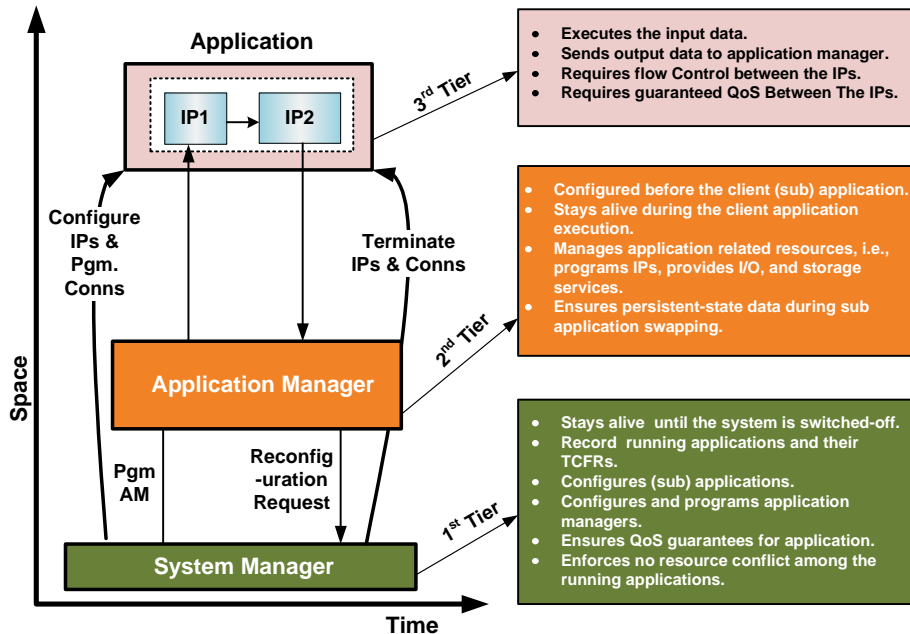 Application
IP1
IP2
Configure
IPs &
Pgm.
Conns
Terminate
IPs & Conns
Application Manager
Pgm
AM
Reconfig
-uration
Request
System Manager
Space
Time
3rd Tier
2nd Tier
1st Tier
• Executes the input data.
• Sends output data to application manager.
• Requires flow Control between the IPs.
• Requires guaranteed QoS Between The IPs.
• Configured before the client (sub) application.
• Stays alive during the client application
execution.
• Manages application related resources, i.e.,
programs IPs, provides I/O, and storage
services.
• Ensures persistent-state data during sub
application swapping.
• Stays alive until the system is switched-off.
• Record running applications and their
TCFRs.
• Configures (sub) applications.
• Configures and programs application
managers.
• Ensures QoS guarantees for application.
• Enforces no resource conflict among the
running applications.